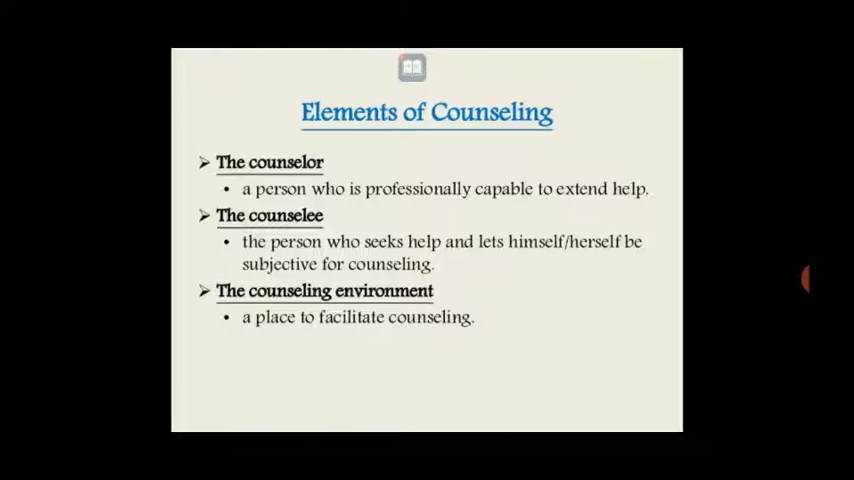 Elements of Counseling
➢ The counselor
• a person who is professionally capable to extend help.
➢ The counselee
• the person who seeks help and lets himself/herself be
subjective for counseling.
➢ The counseling environment
• a place to facilitate counseling.